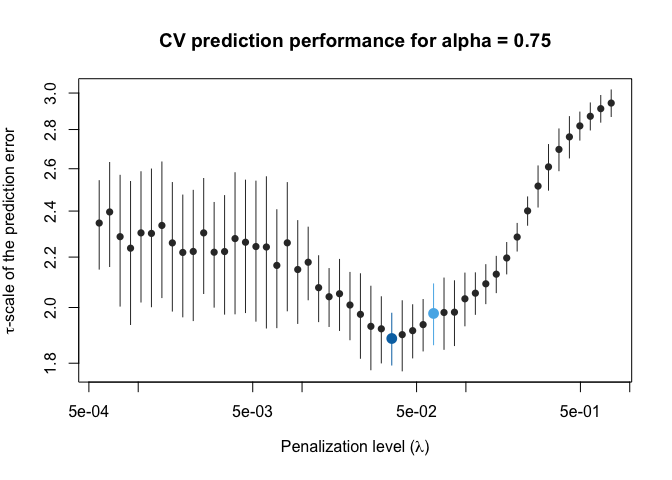 CV prediction performance for alpha = 0.75
τ-scale of the prediction error
3.0
2.8
2.6
2.4
2.2
2.0
1.8
5e-04 5e-03 5e-02 5e-01
Penalization level (λ)